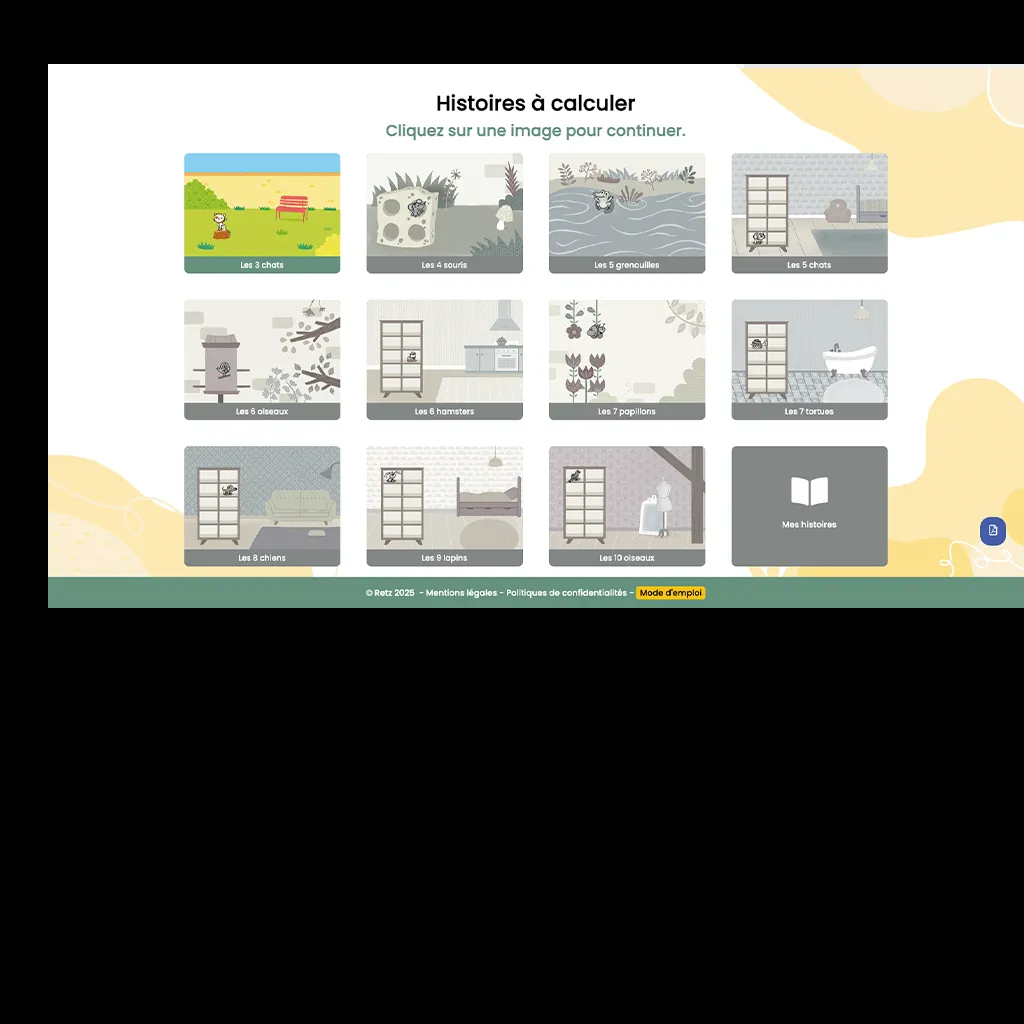 Histoires à calculer
Cliquez sur une image pour continuer.
Les 3 chats
Les 4 souris
Les 5 grenouilles
Les 5 chats
Les 6 oiseaux
Les 6 hamsters
Les 7 papillons
Les 7 tortues
Les 8 chiens
Les 9 lapins
Les 10 oiseaux
Mes histoires
© Retz 2025 - Mentions légales - Politiques de confidentialités - Mode d'emploi